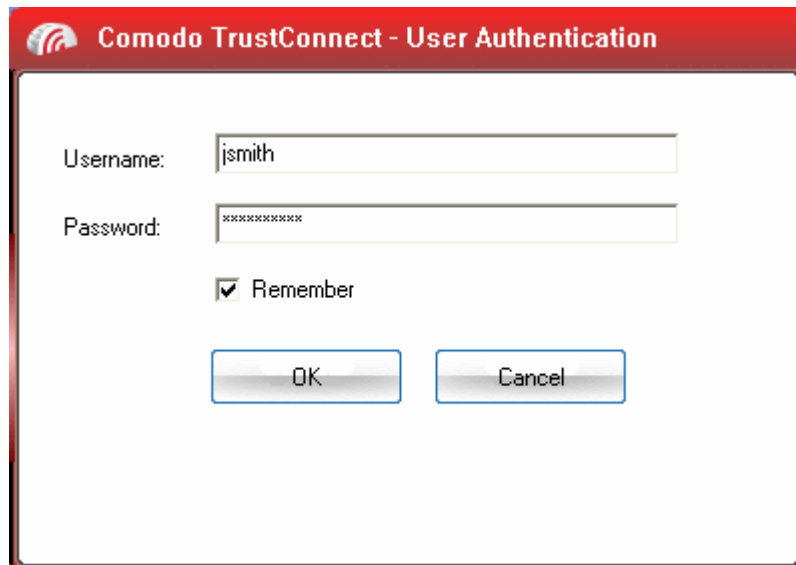 Comodo TrustConnect - User Authentication
Username: jsmith
Password: **********
Remember
OK Cancel